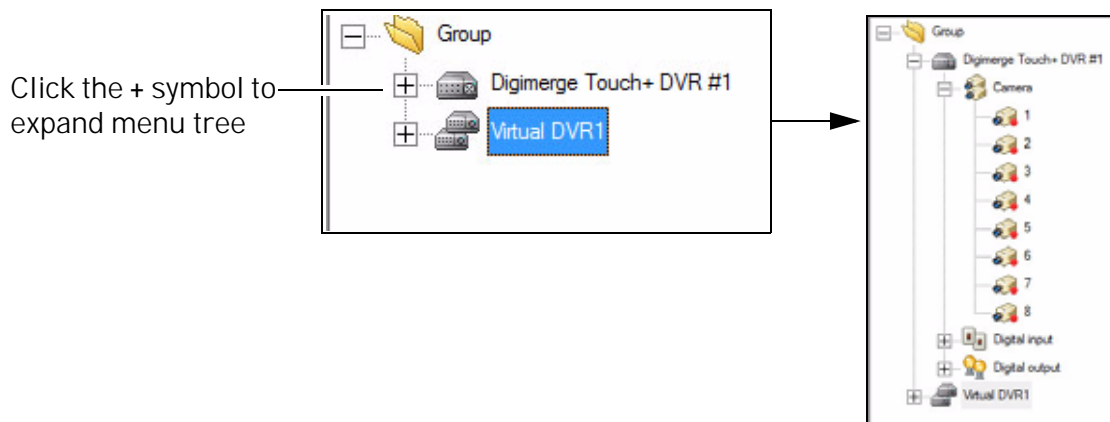 Click the + symbol to
expand menu tree
Group
Digimerge Touch+ DVR #1
Virtual DVR1
Group
Digimerge Touch+ DVR #1
Camera
1
2
3
4
5
6
7
8
Digital input
Digital output
Virtual DVR1